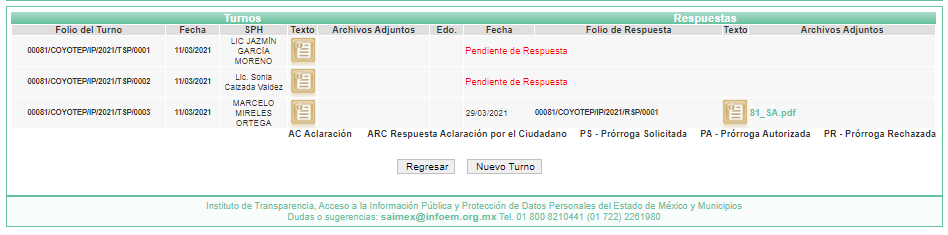 Turnos Respuestas
Folio del Turno Fecha SPH Texto Archivos Adjuntos Edo. Fecha Folio de Respuesta Texto Archivos Adjuntos
00081/COYOTEP/IP/2021/TSP/0001 11/03/2021 LIC JAZMÍN GARCÍA MORENO Pendiente de Respuesta
00081/COYOTEP/IP/2021/TSP/0002 11/03/2021 Lic. Sonia Calzada Valdez Pendiente de Respuesta
00081/COYOTEP/IP/2021/TSP/0003 11/03/2021 MARCELO MIRELES ORTEGA 29/03/2021 00081/COYOTEP/IP/2021/RSP/0001 81_SA.pdf
AC Aclaración ARC Respuesta Aclaración por el Ciudadano PS - Prórroga Solicitada PA - Prórroga Autorizada PR - Prórroga Rechazada
Regresar Nuevo Turno
Instituto de Transparencia, Acceso a la Información Pública y Protección de Datos Personales del Estado de México y Municipios
Dudas o sugerencias: saimex@infoem.org.mx Tel. 01 800 8210441 (01 722) 2261980